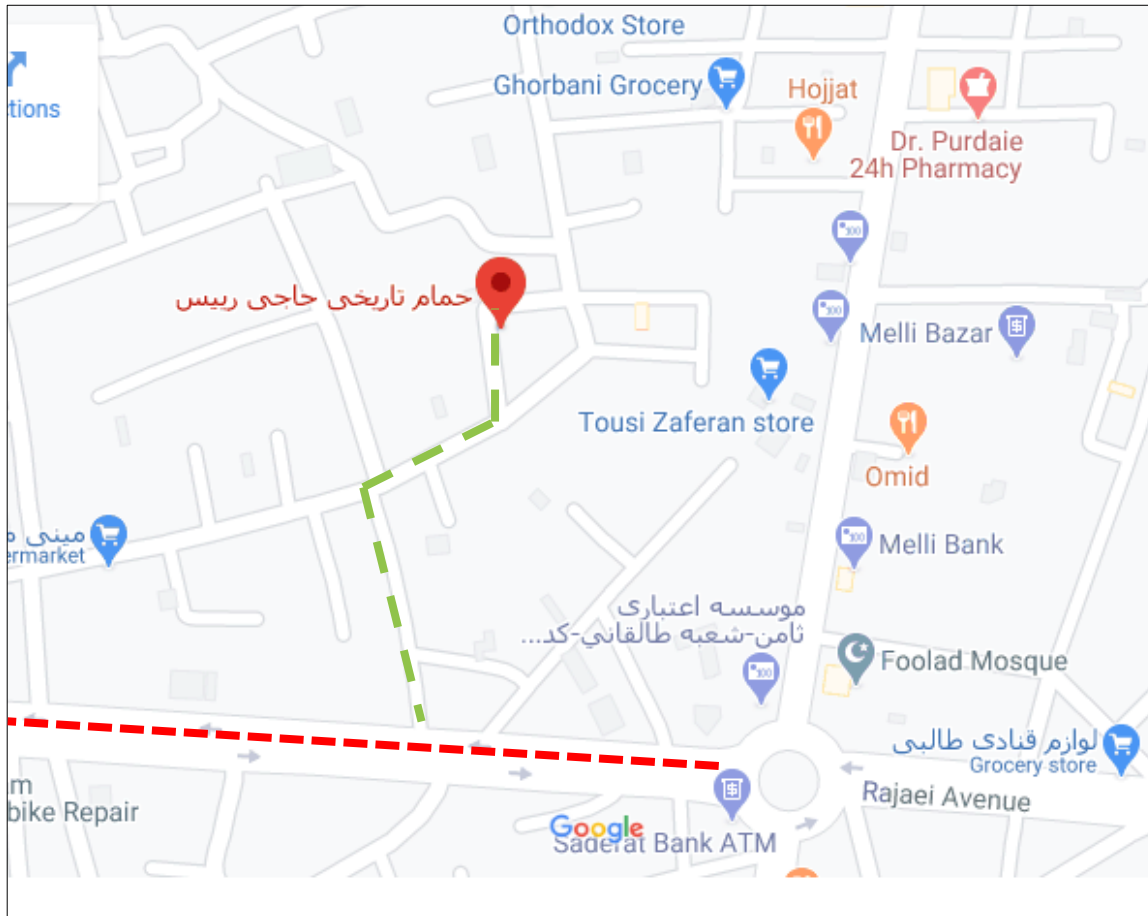 Orthodox Store
Ghorbani Grocery
Hojjat
ctions
Dr. Purdaie
24h Pharmacy
حمام تاریخی حاجی رییس
Melli Bazar
Tousi Zaferan store
Omid
مینی
ermarket
Melli Bank
موسسه اعتباری
ثامن-شعبه طالقاني-کد...
Foolad Mosque
لوازم قنادی طالبی
Grocery store
Rajaei Avenue
m
bike Repair
Google
Saderat Bank ATM